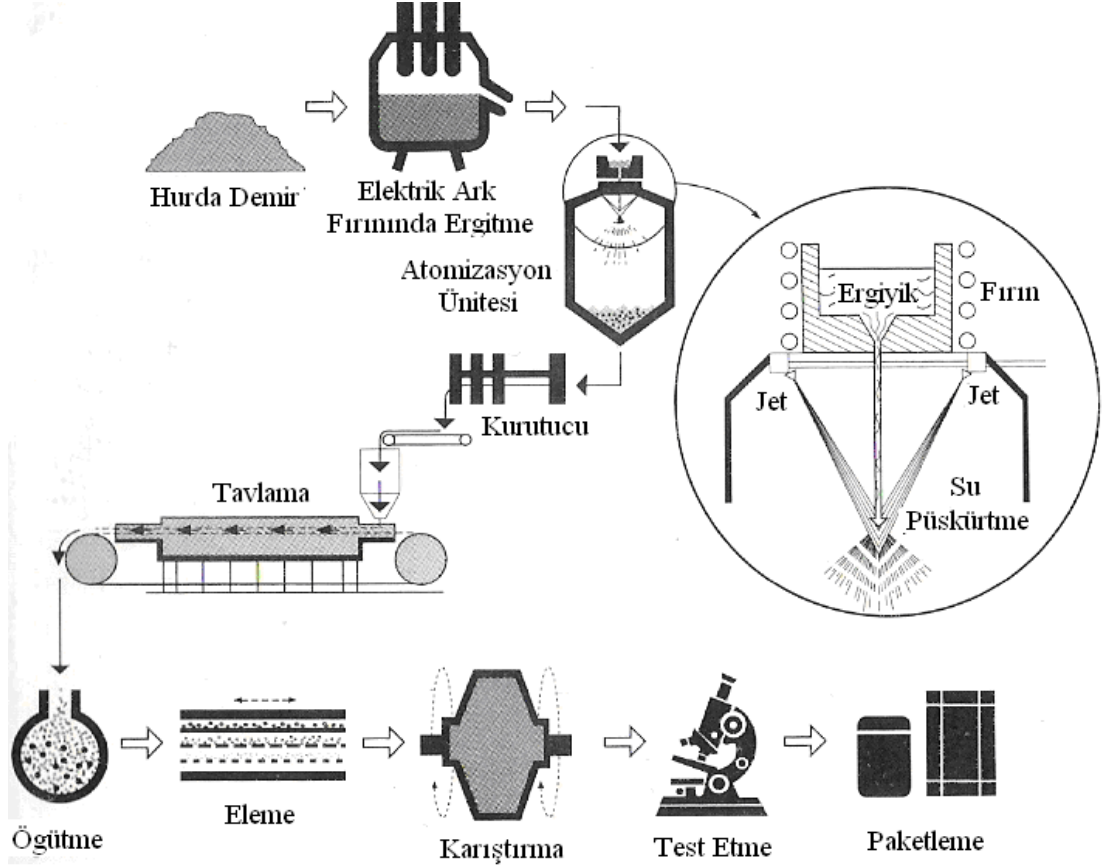 Hurda Demir
Elektrik Ark
Fırınında Ergitme
Atomizasyon
Ünitesi
Ergiyik
Fırın
Jet
Jet
Su
Püskürtme
Kurutucu
Tavlama
Ögütme
Eleme
Karıştırma
Test Etme
Paketleme